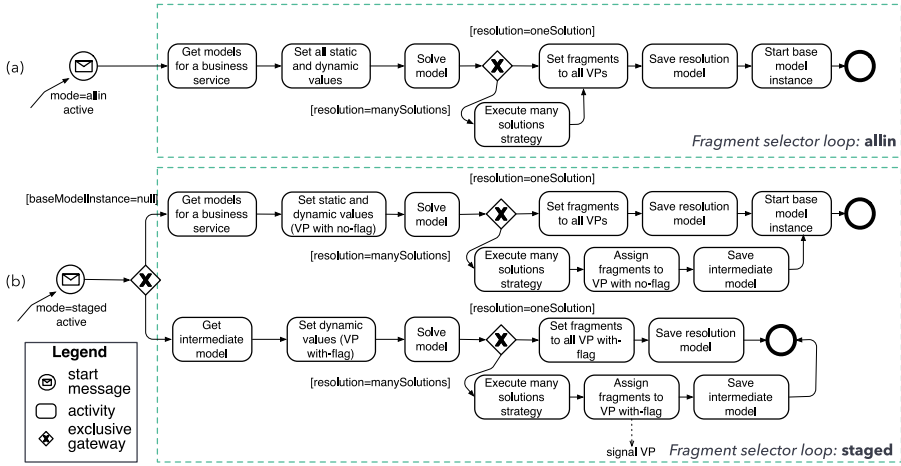 [resolution=oneSolution]
(a)
mode=allin
active
Get models
for a business
service
Set all static
and dynamic
values
Solve
model
[resolution=manySolutions]
Execute many
solutions
strategy
Set fragments
to all VPs
Save resolution
model
Start base
model
instance
Fragment selector loop: allin
(b)
mode=staged
active
[baseModelInstance=null]
Get models
for a business
service
Set static and
dynamic values
(VP with no-flag)
Solve
model
[resolution=oneSolution]
[resolution=manySolutions]
Set fragments
to all VPs
Save resolution
model
Start base
model
instance
Execute many
solutions
strategy
Assign
fragments to
VP with no-flag
Save
intermediate
model
Get
intermediate
model
Set dynamic
values (VP
with-flag)
Solve
model
[resolution=oneSolution]
[resolution=manySolutions]
Set fragments
to all VP with-
flag
Save resolution
model
Execute many
solutions
strategy
Assign
fragments to
VP with-flag
Save
intermediate
model
signal VP
Fragment selector loop: staged
Legend
start
message
activity
exclusive
gateway